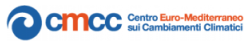 cmcc Centro Euro-Mediterraneo
sui Cambiamenti Climatici